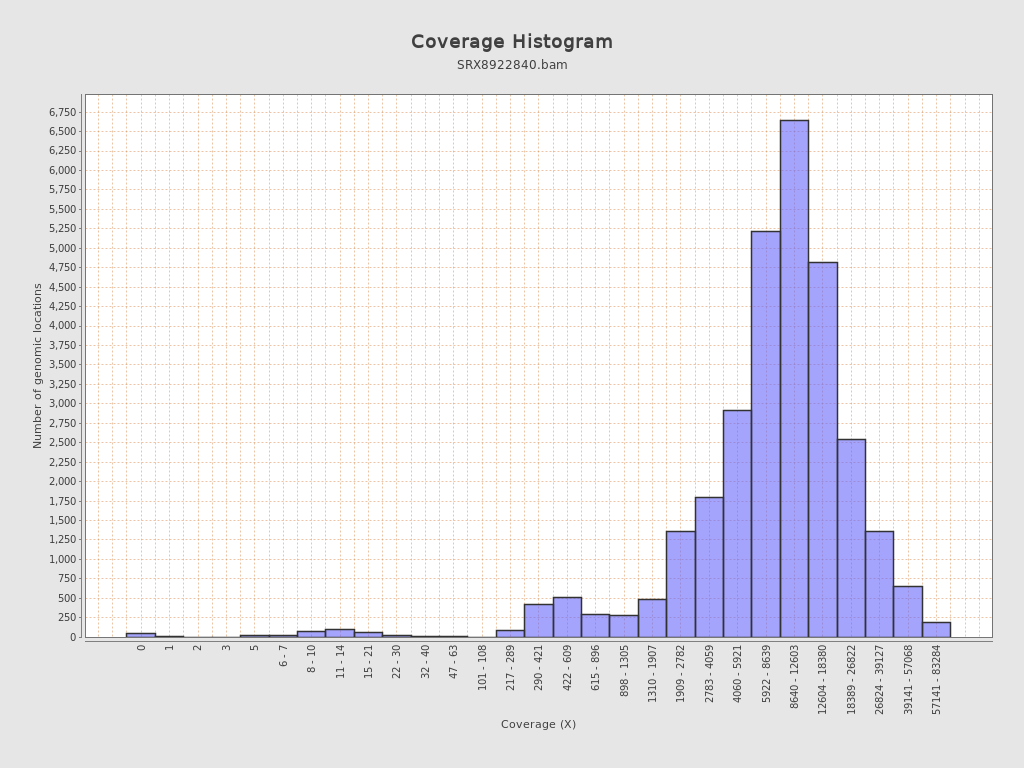 Coverage Histogram
SRX8922840.bam
Number of genomic locations
6,750
6,500
6,250
6,000
5,750
5,500
5,250
5,000
4,750
4,500
4,250
4,000
3,750
3,500
3,250
3,000
2,750
2,500
2,250
2,000
1,750
1,500
1,250
1,000
750
500
250
0
0
1
2
3
5
6 - 7
8 - 10
11 - 14
15 - 21
22 - 30
32 - 40
47 - 63
101 - 108
217 - 289
290 - 421
422 - 609
615 - 896
898 - 1305
1310 - 1907
1909 - 2782
2783 - 4059
4060 - 5921
5922 - 8639
8640 - 12603
12604 - 18380
18389 - 26822
26824 - 39127
39141 - 57068
57141 - 83284
Coverage (X)